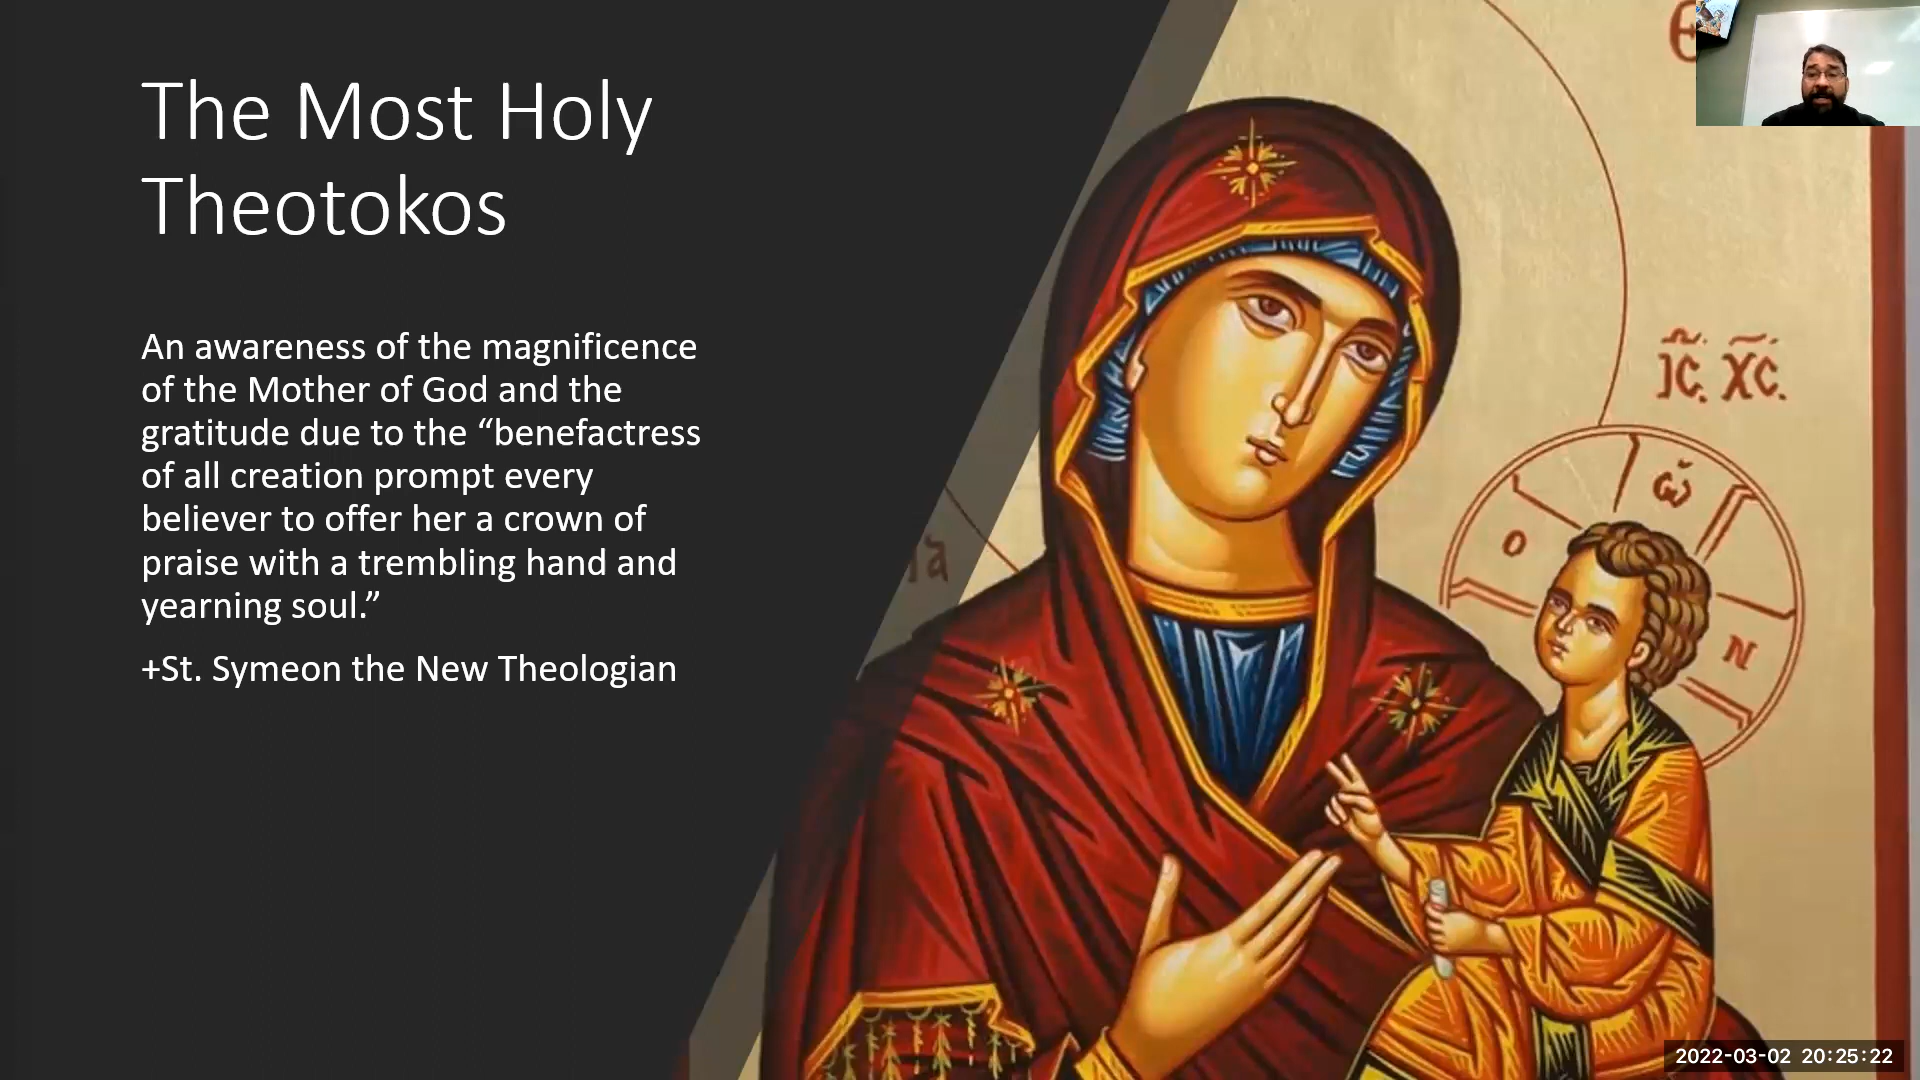 The Most Holy
Theotokos
An awareness of the magnificence
of the Mother of God and the
gratitude due to the “benefactress
of all creation prompt every
believer to offer her a crown of
praise with a trembling hand and
yearning soul.”
+St. Symeon the New Theologian
Ἰς. Χς.
ὁ ὤ Ν
2022-03-02 20:25:22